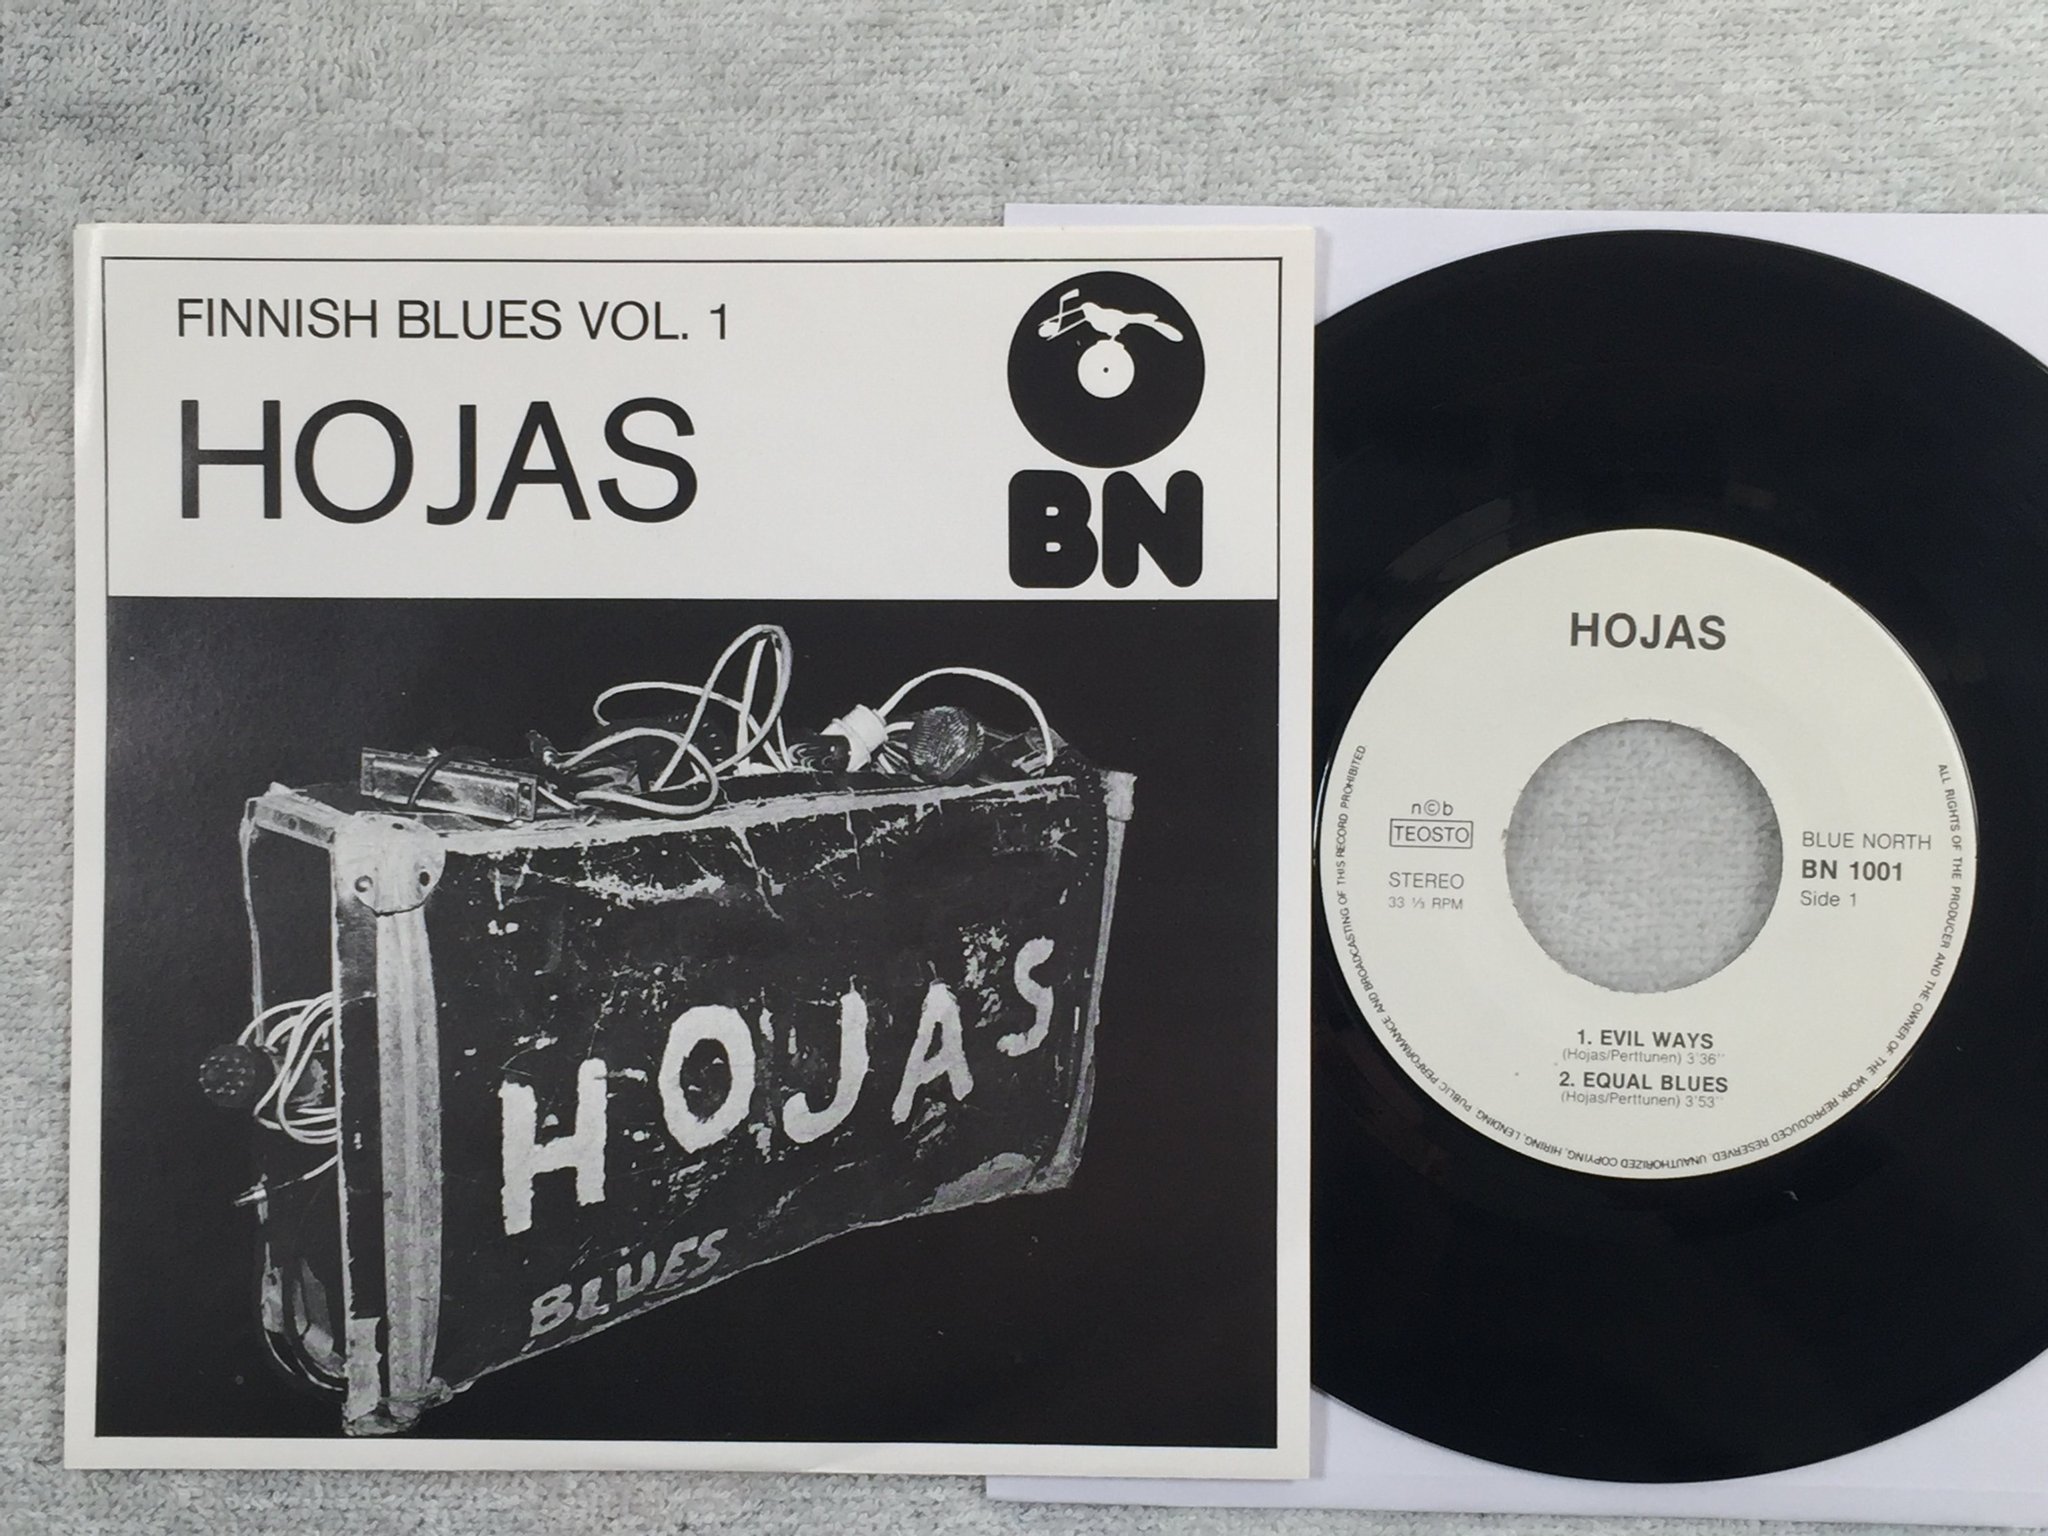 FINNISH BLUES VOL. 1
HOJAS
BN
HOJA'S
BLUES
HOJAS
n©b
TEOSTO
STEREO
33 ⅓ RPM
BLUE NORTH
BN 1001
Side 1
1. EVIL WAYS
(Hojas/Perttunen) 3'36''
2. EQUAL BLUES
(Hojas/Perttunen) 3'53''
ALL RIGHTS OF THE PRODUCER AND THE OWNER OF THE WORK REPRODUCED RESERVED. UNAUTHORIZED COPYING, HIRING, LENDING, PUBLIC PERFORMANCE AND BROADCASTING OF THIS RECORD PROHIBITED